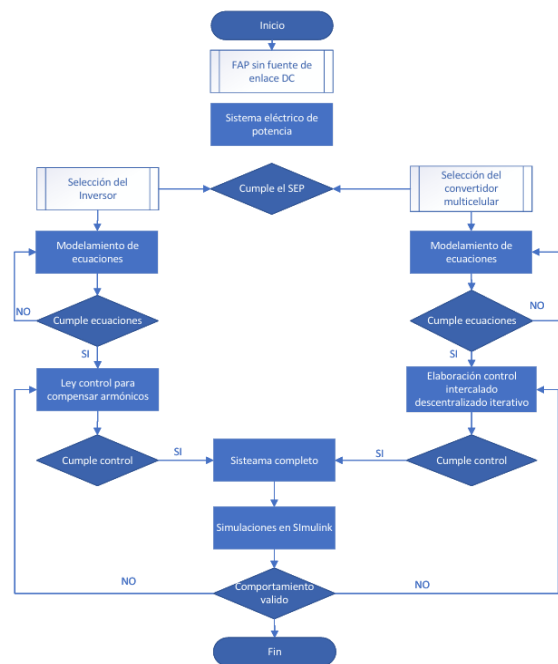 Inicio
FAP sin fuente de
enlace DC
Sistema eléctrico de
potencia
Selección del
Inversor
Cumple el SEP
Selección del
convertidor
multicelular
Modelamiento de
ecuaciones
Modelamiento de
ecuaciones
NO
Cumple ecuaciones
Cumple ecuaciones
NO
SI
SI
Ley control para
compensar armónicos
Elaboración control
intercalado
descentralizado iterativo
Cumple control
SI
Sisteama completo
SI
Cumple control
Simulaciones en SImulink
NO
Comportamiento
valido
NO
Fin